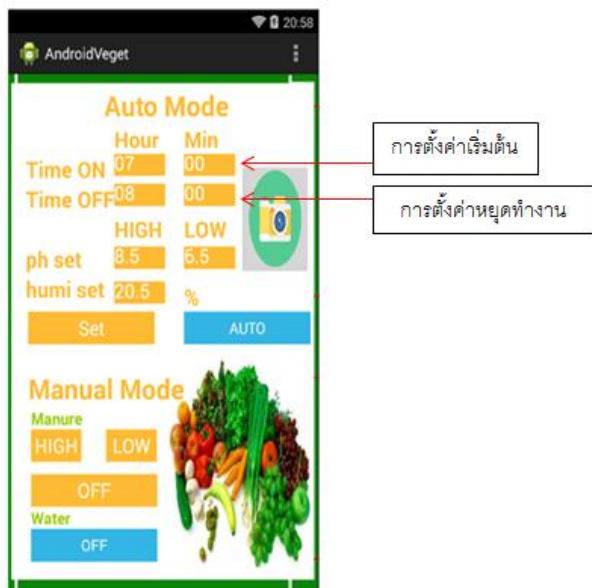 20:58
AndroidVeget
Auto Mode
Hour Min
Time ON 07 00
Time OFF 08 00
HIGH LOW
ph set 8.5 6.5
humi set 20.5 %
Set AUTO
Manual Mode
Manure
HIGH LOW
OFF
Water
OFF
การตั้งค่าเริ่มต้น
การตั้งค่าหยุดทำงาน